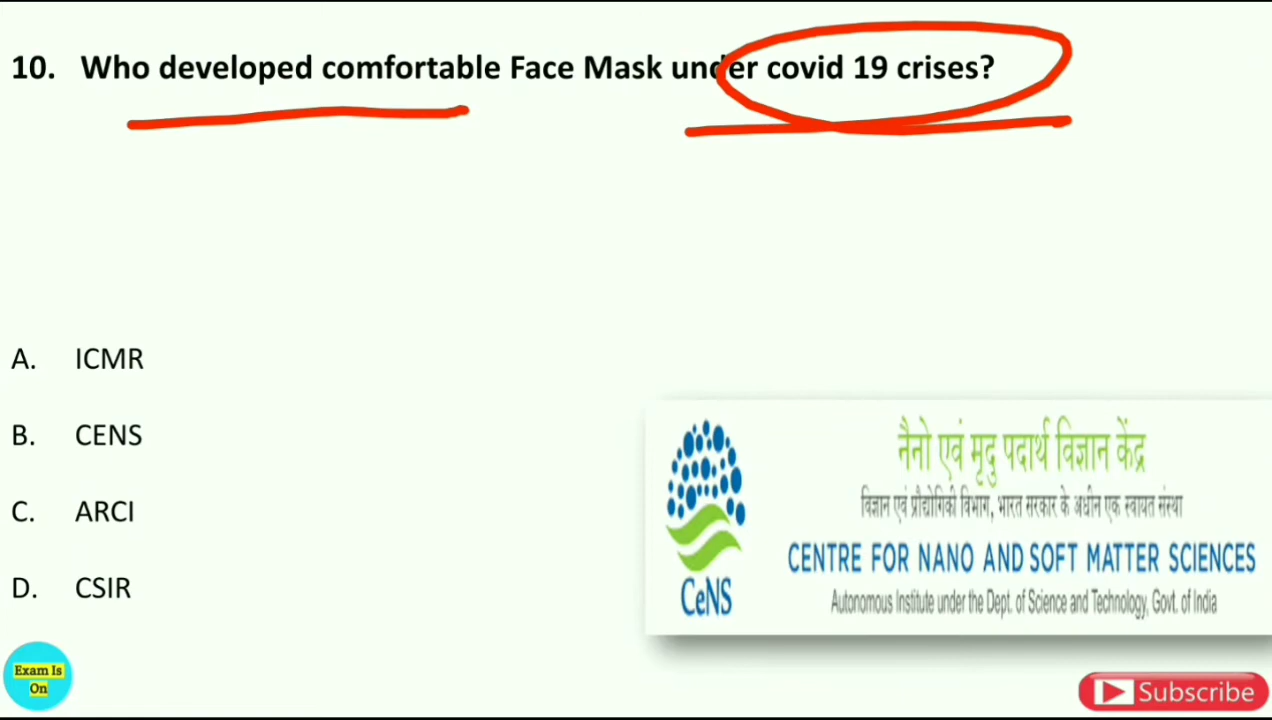 10. Who developed comfortable Face Mask under covid 19 crises?
A. ICMR
B. CENS
C. ARCI
D. CSIR
नैनो एवं मृदु पदार्थ विज्ञान केंद्र
विज्ञान एवं प्रौद्योगिकी विभाग, भारत सरकार के अधीन एक स्वायत संस्था
CENTRE FOR NANO AND SOFT MATTER SCIENCES
Autonomous Institute under the Dept. of Science and Technology, Govt. of India
CeNS
Exam Is
On
Subscribe